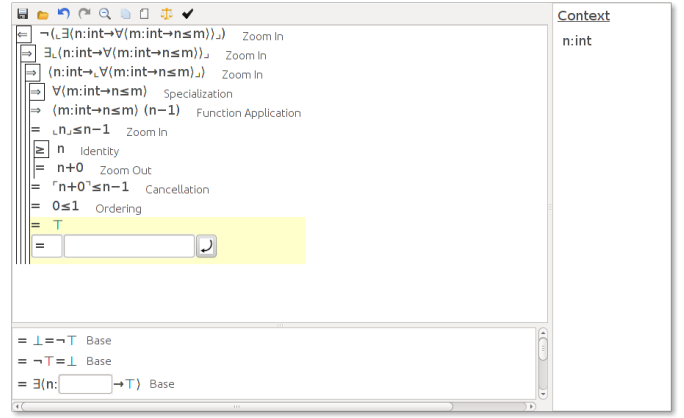 ⇐ ¬(⌞∃⟨n:int→∀⟨m:int→n≤m⟩⟩⌟) Zoom In
⇒ ∃⌞⟨n:int→∀⟨m:int→n≤m⟩⟩⌟ Zoom In
⇒ ⟨n:int→⌞∀⟨m:int→n≤m⟩⌟⟩ Zoom In
⇒ ∀⟨m:int→n≤m⟩ Specialization
⇒ ⟨m:int→n≤m⟩ (n−1) Function Application
= ⌞n⌟≤n−1 Zoom In
≥ n Identity
= n+0 Zoom Out
= ⌜n+0⌝≤n−1 Cancellation
= 0≤1 Ordering
= ⊤
=
= ⊥=¬⊤ Base
= ¬⊤=⊥ Base
= ∃⟨n: →⊤⟩ Base
Context
n:int